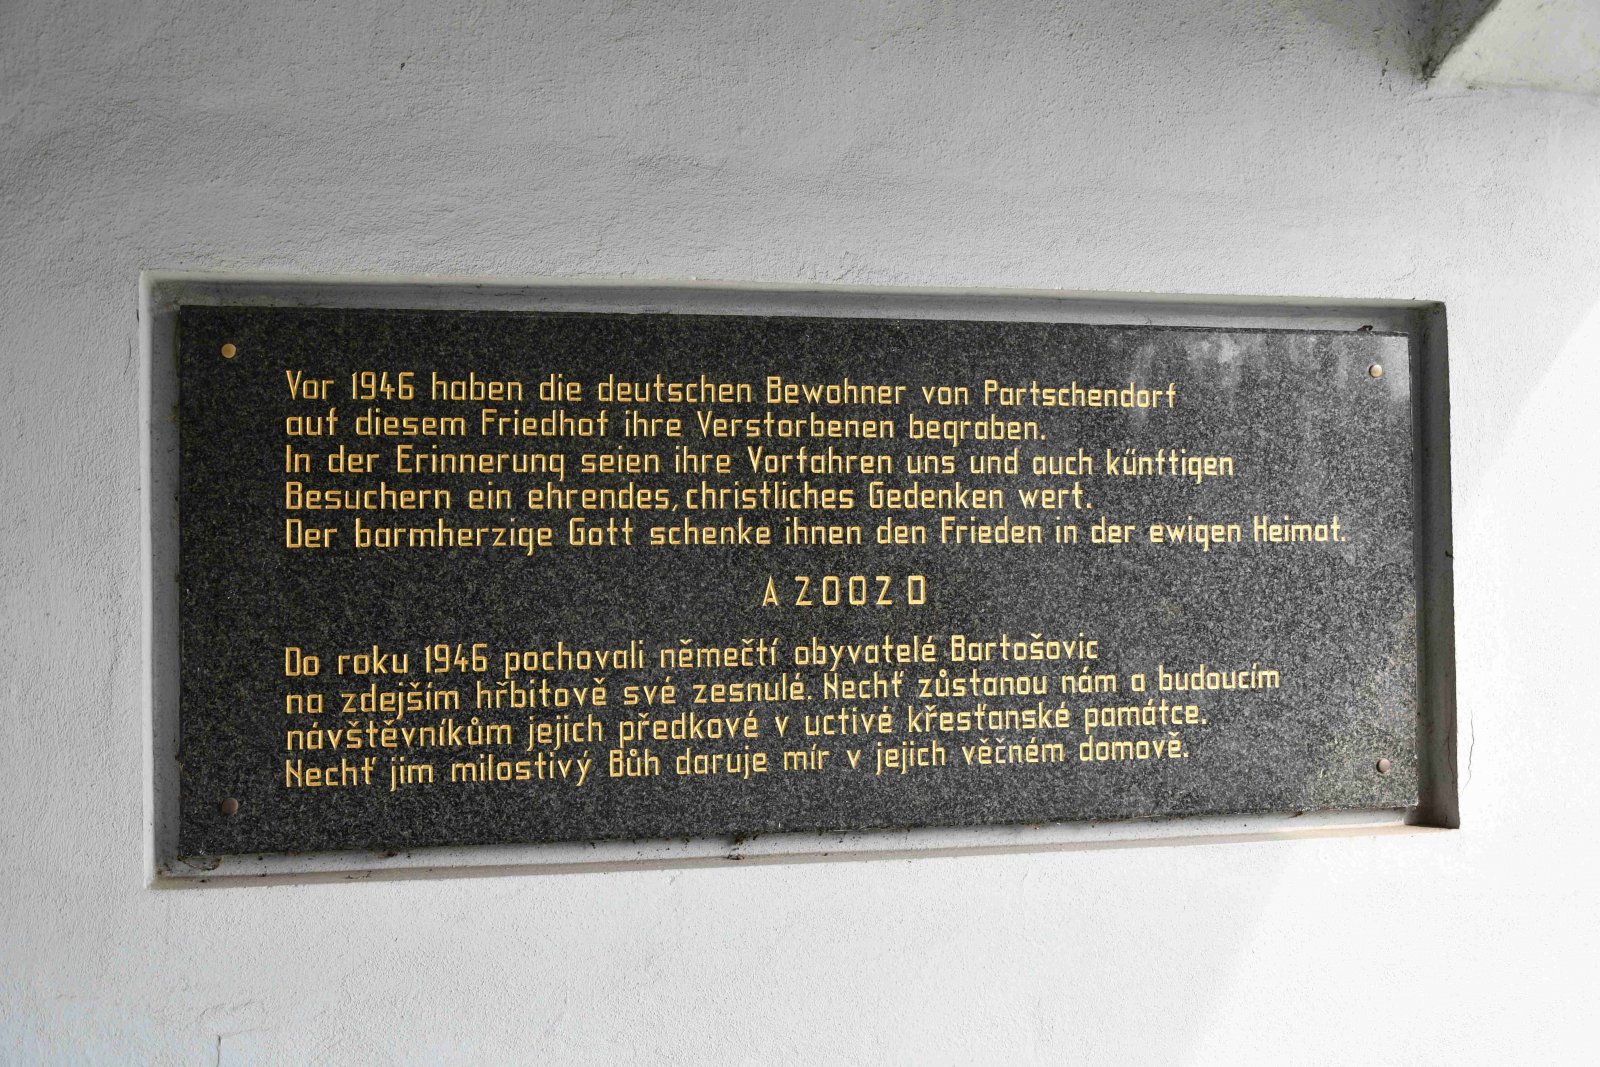 Vor 1946 haben die deutschen Bewohner von Partschendorf
auf diesem Friedhof ihre Verstorbenen begraben.
In der Erinnerung seien ihre Vorfahren uns und auch künftigen
Besuchern ein ehrendes, christliches Gedenken wert.
Der barmherzige Gott schenke ihnen den Frieden in der ewigen Heimat.
A 2002 D
Do roku 1946 pochovali němečtí obyvatelé Bartošovic
na zdejším hřbitově své zesnulé. Nechť zůstanou nám a budoucím
návštěvníkům jejich předkové v uctivé křesťanské památce.
Nechť jim milostivý Bůh daruje mír v jejich věčném domově.